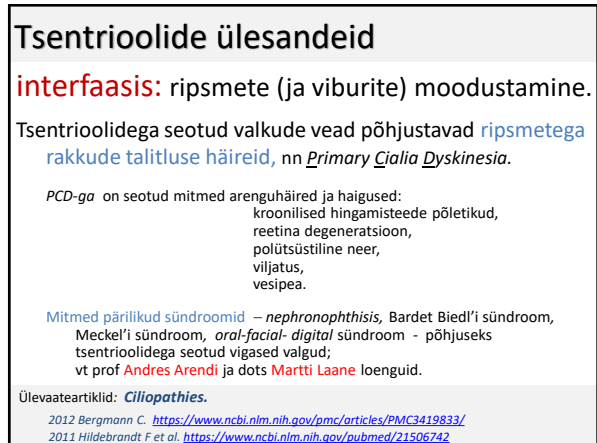 Tsentrioolide ülesandeid
interfaasis: ripsmete (ja viburite) moodustamine.
Tsentrioolidega seotud valkude vead põhjustavad ripsmetega
rakkude talitluse häireid, nn Primary Cialia Dyskinesia.
PCD-ga on seotud mitmed arenguhäired ja haigused:
kroonilised hingamisteede põletikud,
reetina degeneratsioon,
polütsüstiline neer,
viljatus,
vesipea.
Mitmed pärilikud sündroomid – nephronophthisis, Bardet Biedl'i sündroom,
Meckel'i sündroom, oral-facial- digital sündroom - põhjuseks
tsentrioolidega seotud vigased valgud;
vt prof Andres Arendi ja dots Martti Laane loenguid.
Ülevaateartiklid: Ciliopathies.
2012 Bergmann C. https://www.ncbi.nlm.nih.gov/pmc/articles/PMC3419833/
2011 Hildebrandt F et al. https://www.ncbi.nlm.nih.gov/pubmed/21506742